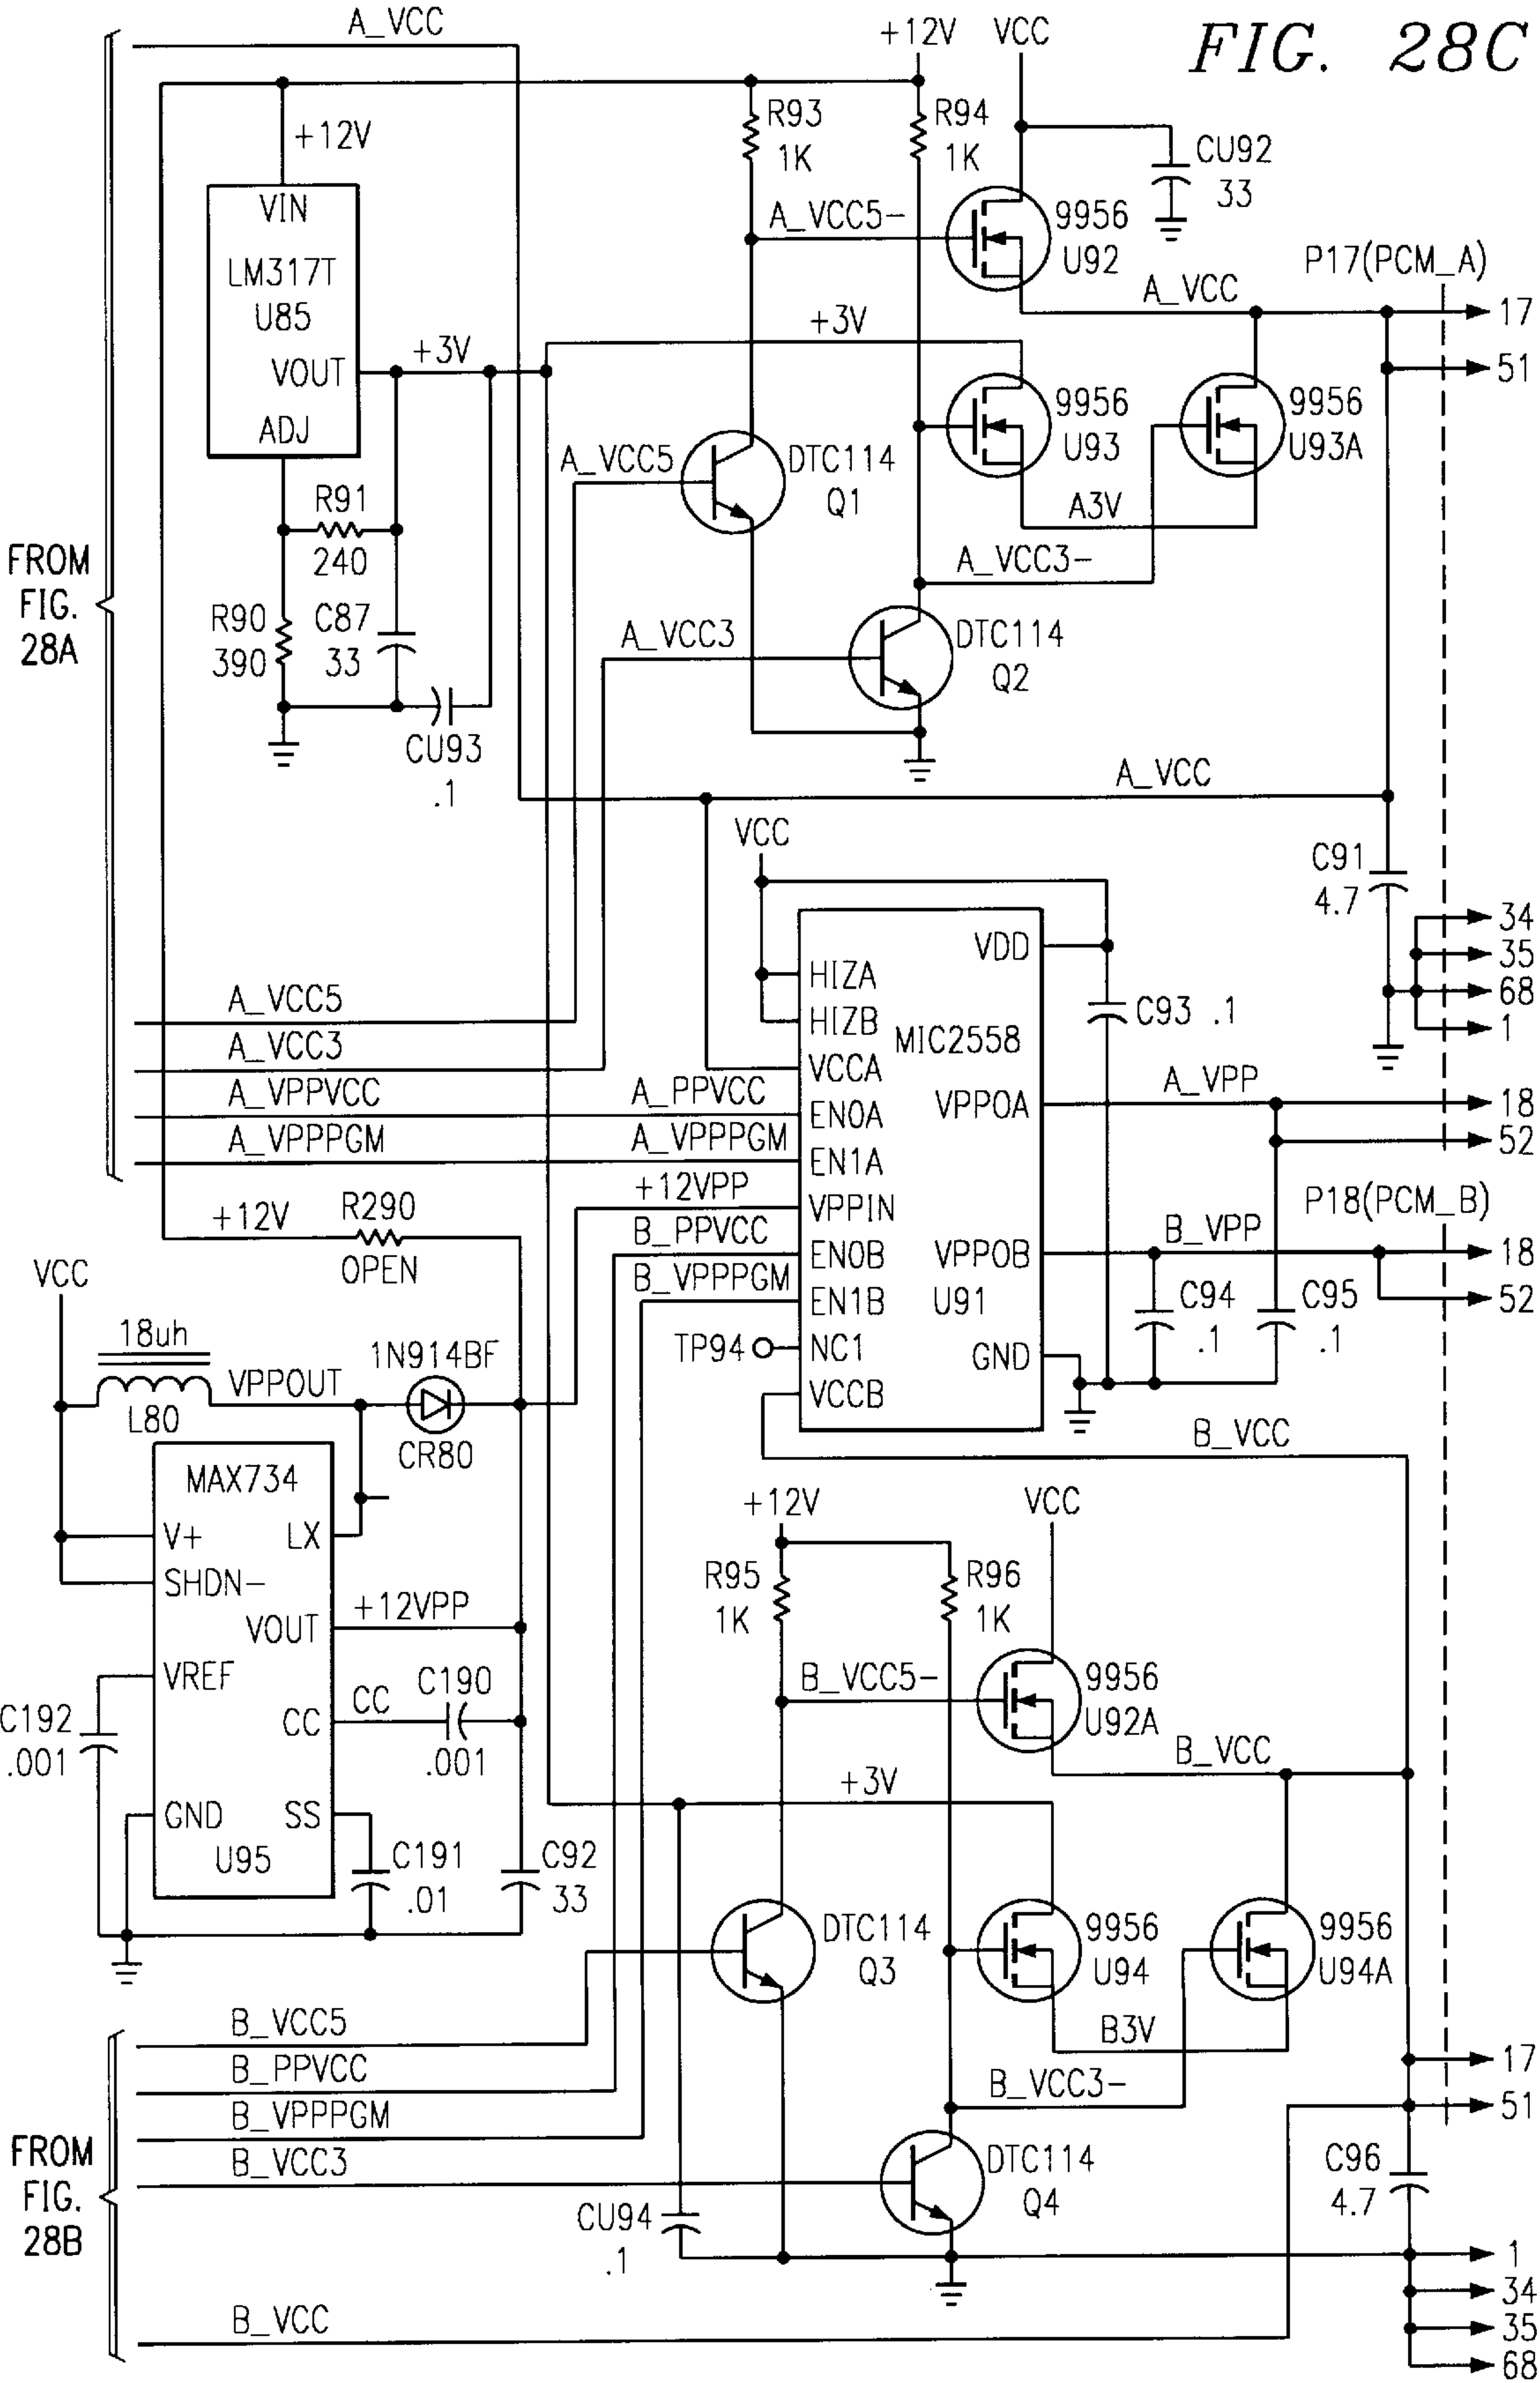 FIG. 28C
A_VCC
+12V
VCC
+12V
R93
1K
R94
1K
CU92
33
VIN
LM317T
U85
VOUT
ADJ
A_VCC5-
9956
U92
P17(PCM_A)
A_VCC
17
51
+3V
+3V
9956
U93
9956
U93A
A_VCC5
DTC114
Q1
A3V
R91
240
A_VCC3-
FROM
FIG.
28A
R90
390
C87
33
A_VCC3
DTC114
Q2
CU93
.1
A_VCC
VCC
C91
4.7
34
35
68
1
VDD
HIZA
HIZB
MIC2558
VCCA
EN0A
EN1A
VPPIN
EN0B
EN1B
NC1
VCCB
VPPOA
VPPOB
U91
GND
C93 .1
A_VCC5
A_VCC3
A_VPPVCC
A_PPVCC
A_VPPPGM
A_VPPPGM
A_VPP
18
52
+12V
R290
OPEN
+12VPP
B_PPVCC
B_VPPPGM
TP94
P18(PCM_B)
B_VPP
18
52
C94
.1
C95
.1
VCC
18uh
L80
VPPOUT
1N914BF
CR80
B_VCC
MAX734
V+
LX
SHDN-
VOUT
VREF
CC
GND
SS
U95
+12VPP
CC
C190
.001
C192
.001
C191
.01
C92
33
+12V
VCC
R95
1K
R96
1K
B_VCC5-
9956
U92A
B_VCC
+3V
DTC114
Q3
9956
U94
9956
U94A
B3V
B_VCC3-
B_VCC5
B_PPVCC
B_VPPPGM
B_VCC3
FROM
FIG.
28B
DTC114
Q4
CU94
.1
17
51
C96
4.7
1
34
35
68
B_VCC